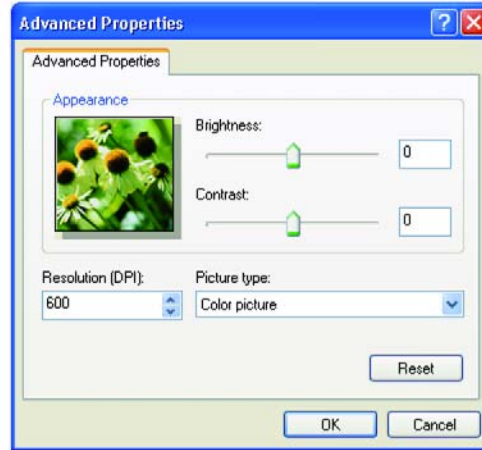 Advanced Properties
Advanced Properties
Appearance
Brightness:
0
Contrast:
0
Resolution (DPI):
Picture type:
600
Color picture
Reset
OK
Cancel